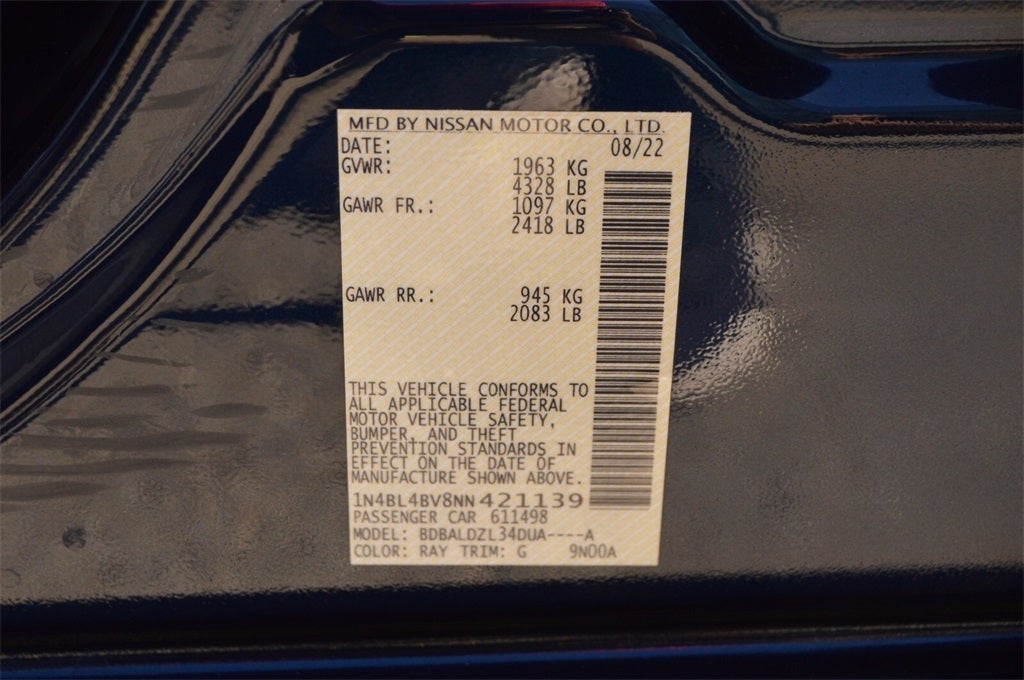 MFD BY NISSAN MOTOR CO., LTD.
DATE: 08/22
GVWR: 1963 KG
4328 LB
GAWR FR.: 1097 KG
2418 LB
GAWR RR.: 945 KG
2083 LB
THIS VEHICLE CONFORMS TO
ALL APPLICABLE FEDERAL
MOTOR VEHICLE SAFETY,
BUMPER, AND THEFT
PREVENTION STANDARDS IN
EFFECT ON THE DATE OF
MANUFACTURE SHOWN ABOVE.
1N4BL4BV8NN421139
PASSENGER CAR 611498
MODEL: BDBALDZL34DUA----A
COLOR: RAY TRIM: G 9N00A